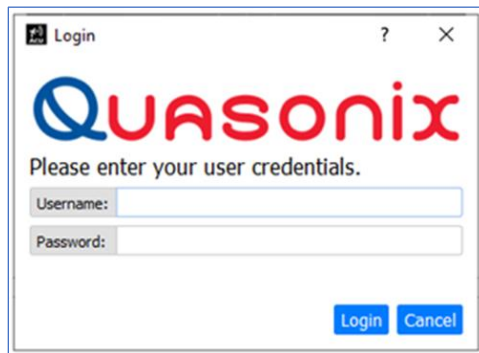 Login ? ×
Quasonix
Please enter your user credentials.
Username:
Password:
Login Cancel